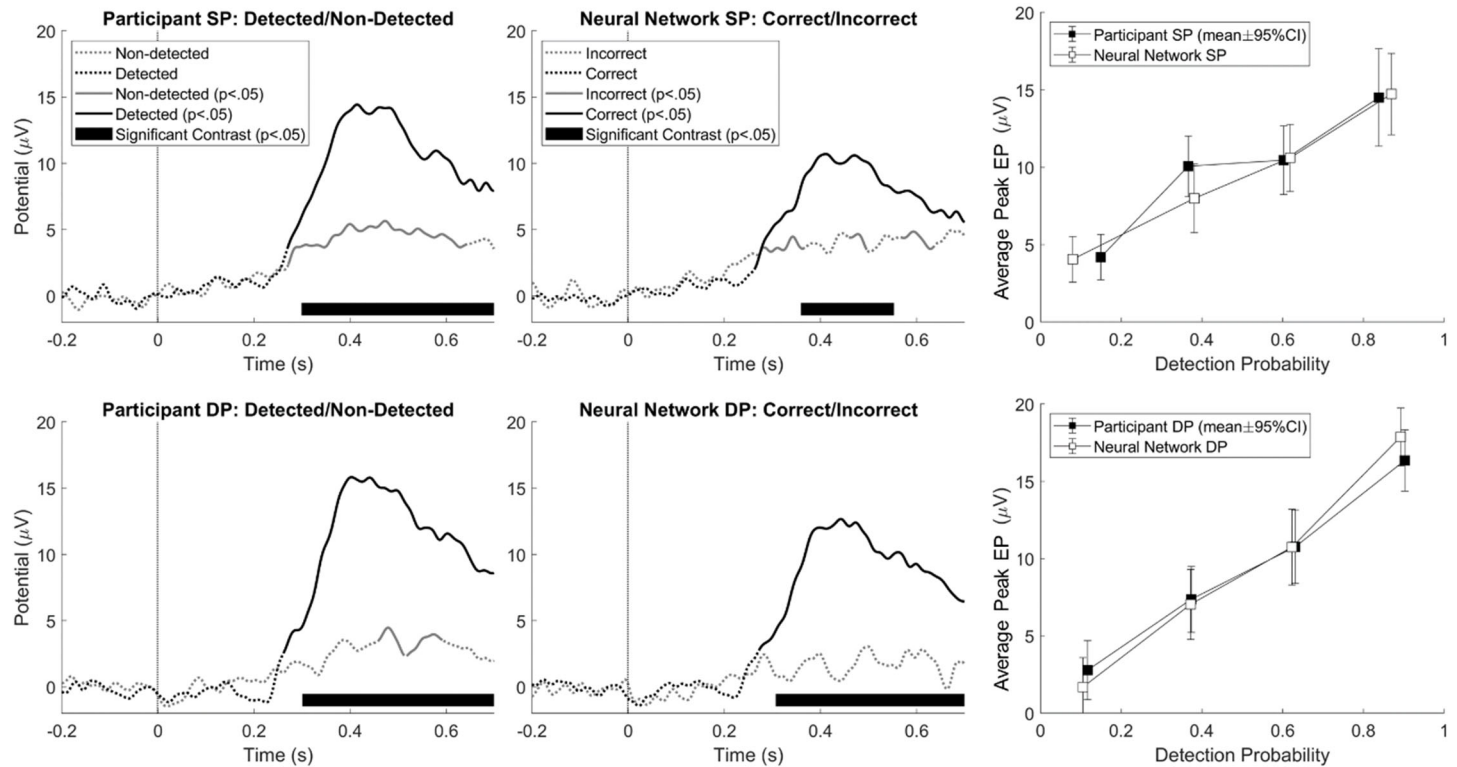 Participant SP: Detected/Non-Detected
20
15
10
5
0
Potential (μV)
Non-detected
Detected
Non-detected (p<.05)
Detected (p<.05)
Significant Contrast (p<.05)
-0.2 0 0.2 0.4 0.6
Time (s)
Neural Network SP: Correct/Incorrect
20
15
10
5
0
Incorrect
Correct
Incorrect (p<.05)
Correct (p<.05)
Significant Contrast (p<.05)
-0.2 0 0.2 0.4 0.6
Time (s)
20
15
10
5
0
Average Peak EP (μV)
Participant SP (mean±95%CI)
Neural Network SP
0 0.2 0.4 0.6 0.8 1
Detection Probability
Participant DP: Detected/Non-Detected
20
15
10
5
0
Potential (μV)
-0.2 0 0.2 0.4 0.6
Time (s)
Neural Network DP: Correct/Incorrect
20
15
10
5
0
-0.2 0 0.2 0.4 0.6
Time (s)
20
15
10
5
0
Average Peak EP (μV)
Participant DP (mean±95%CI)
Neural Network DP
0 0.2 0.4 0.6 0.8 1
Detection Probability